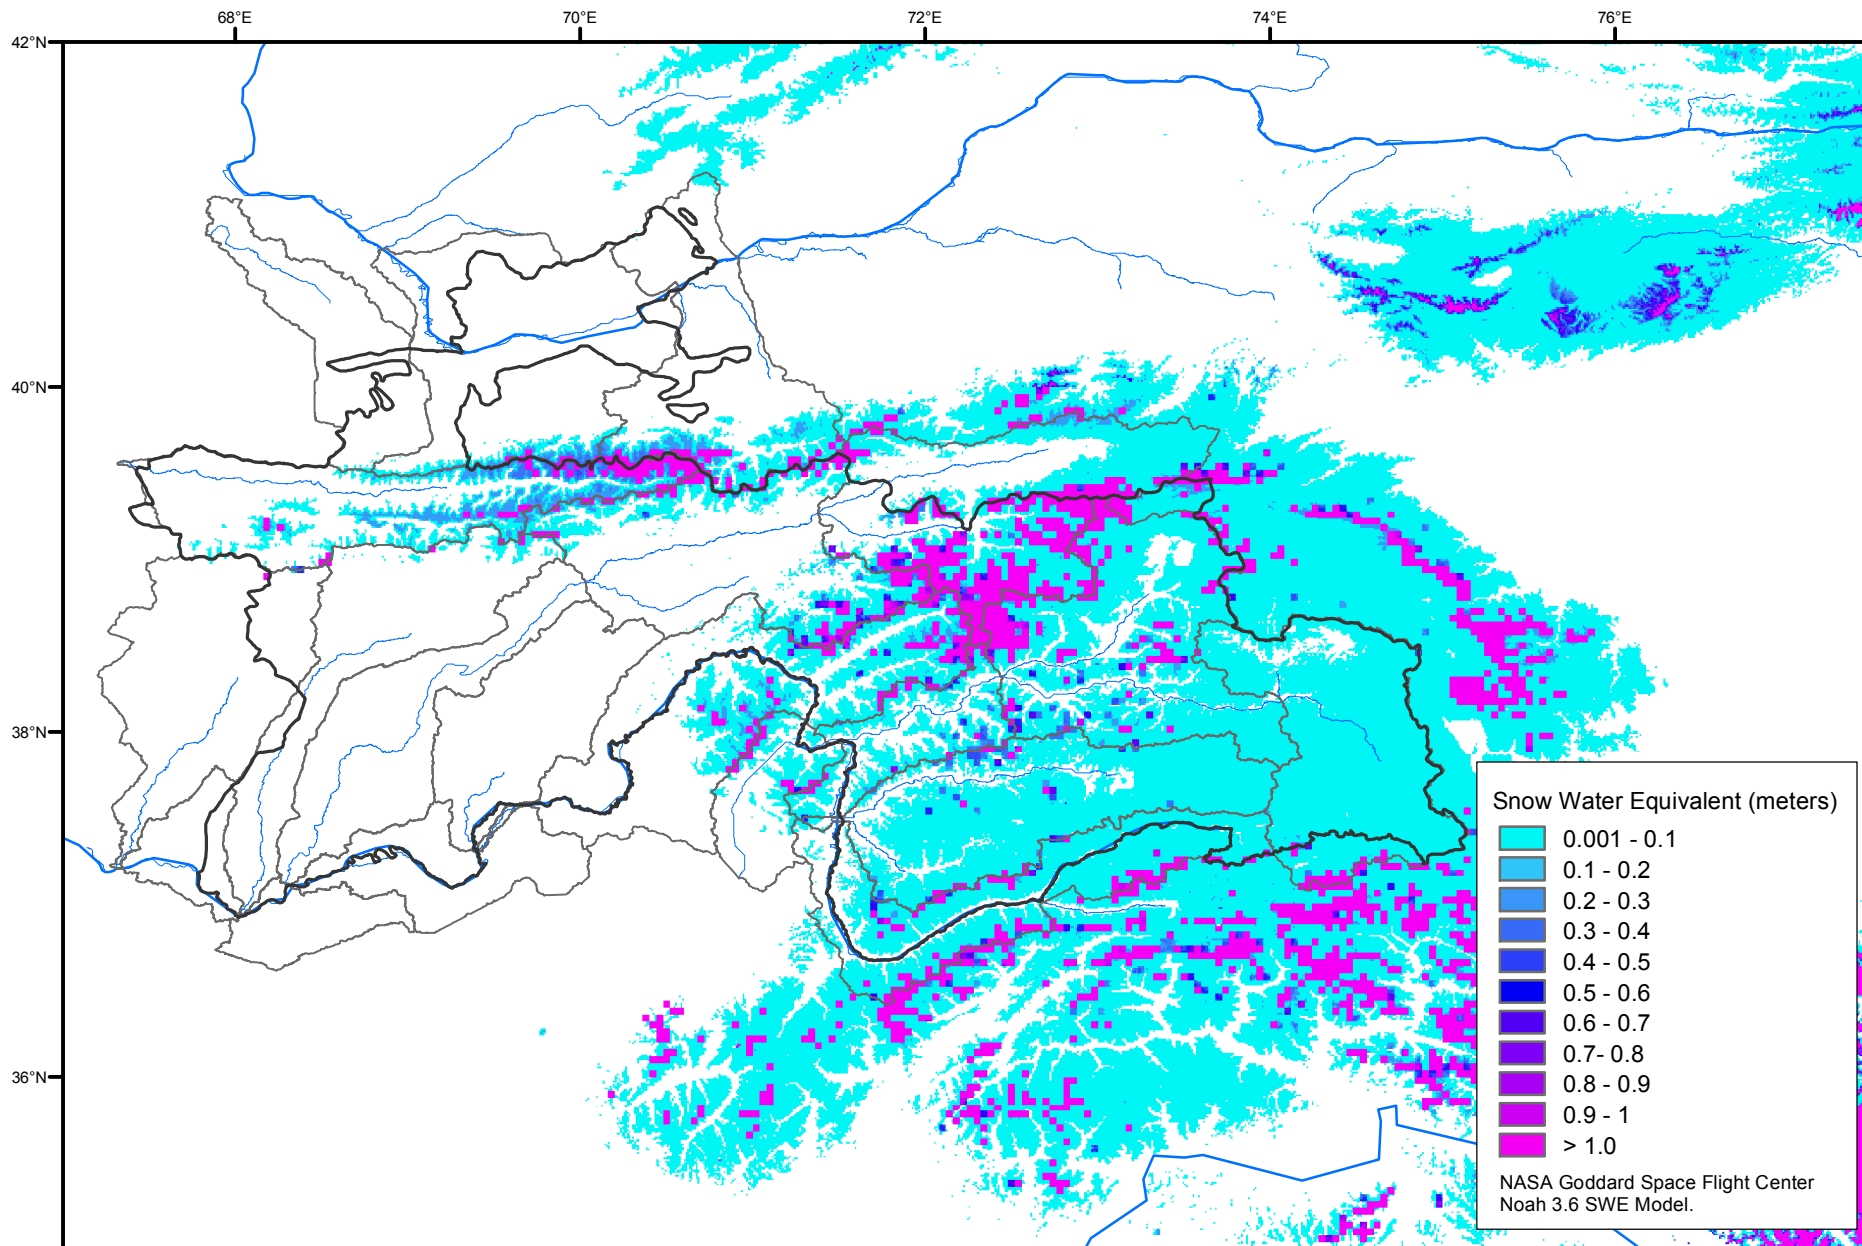 68°E 70°E 72°E 74°E 76°E
42°N
40°N
38°N
36°N
Snow Water Equivalent (meters)
0.001 - 0.1
0.1 - 0.2
0.2 - 0.3
0.3 - 0.4
0.4 - 0.5
0.5 - 0.6
0.6 - 0.7
0.7- 0.8
0.8 - 0.9
0.9 - 1
> 1.0
NASA Goddard Space Flight Center
Noah 3.6 SWE Model.